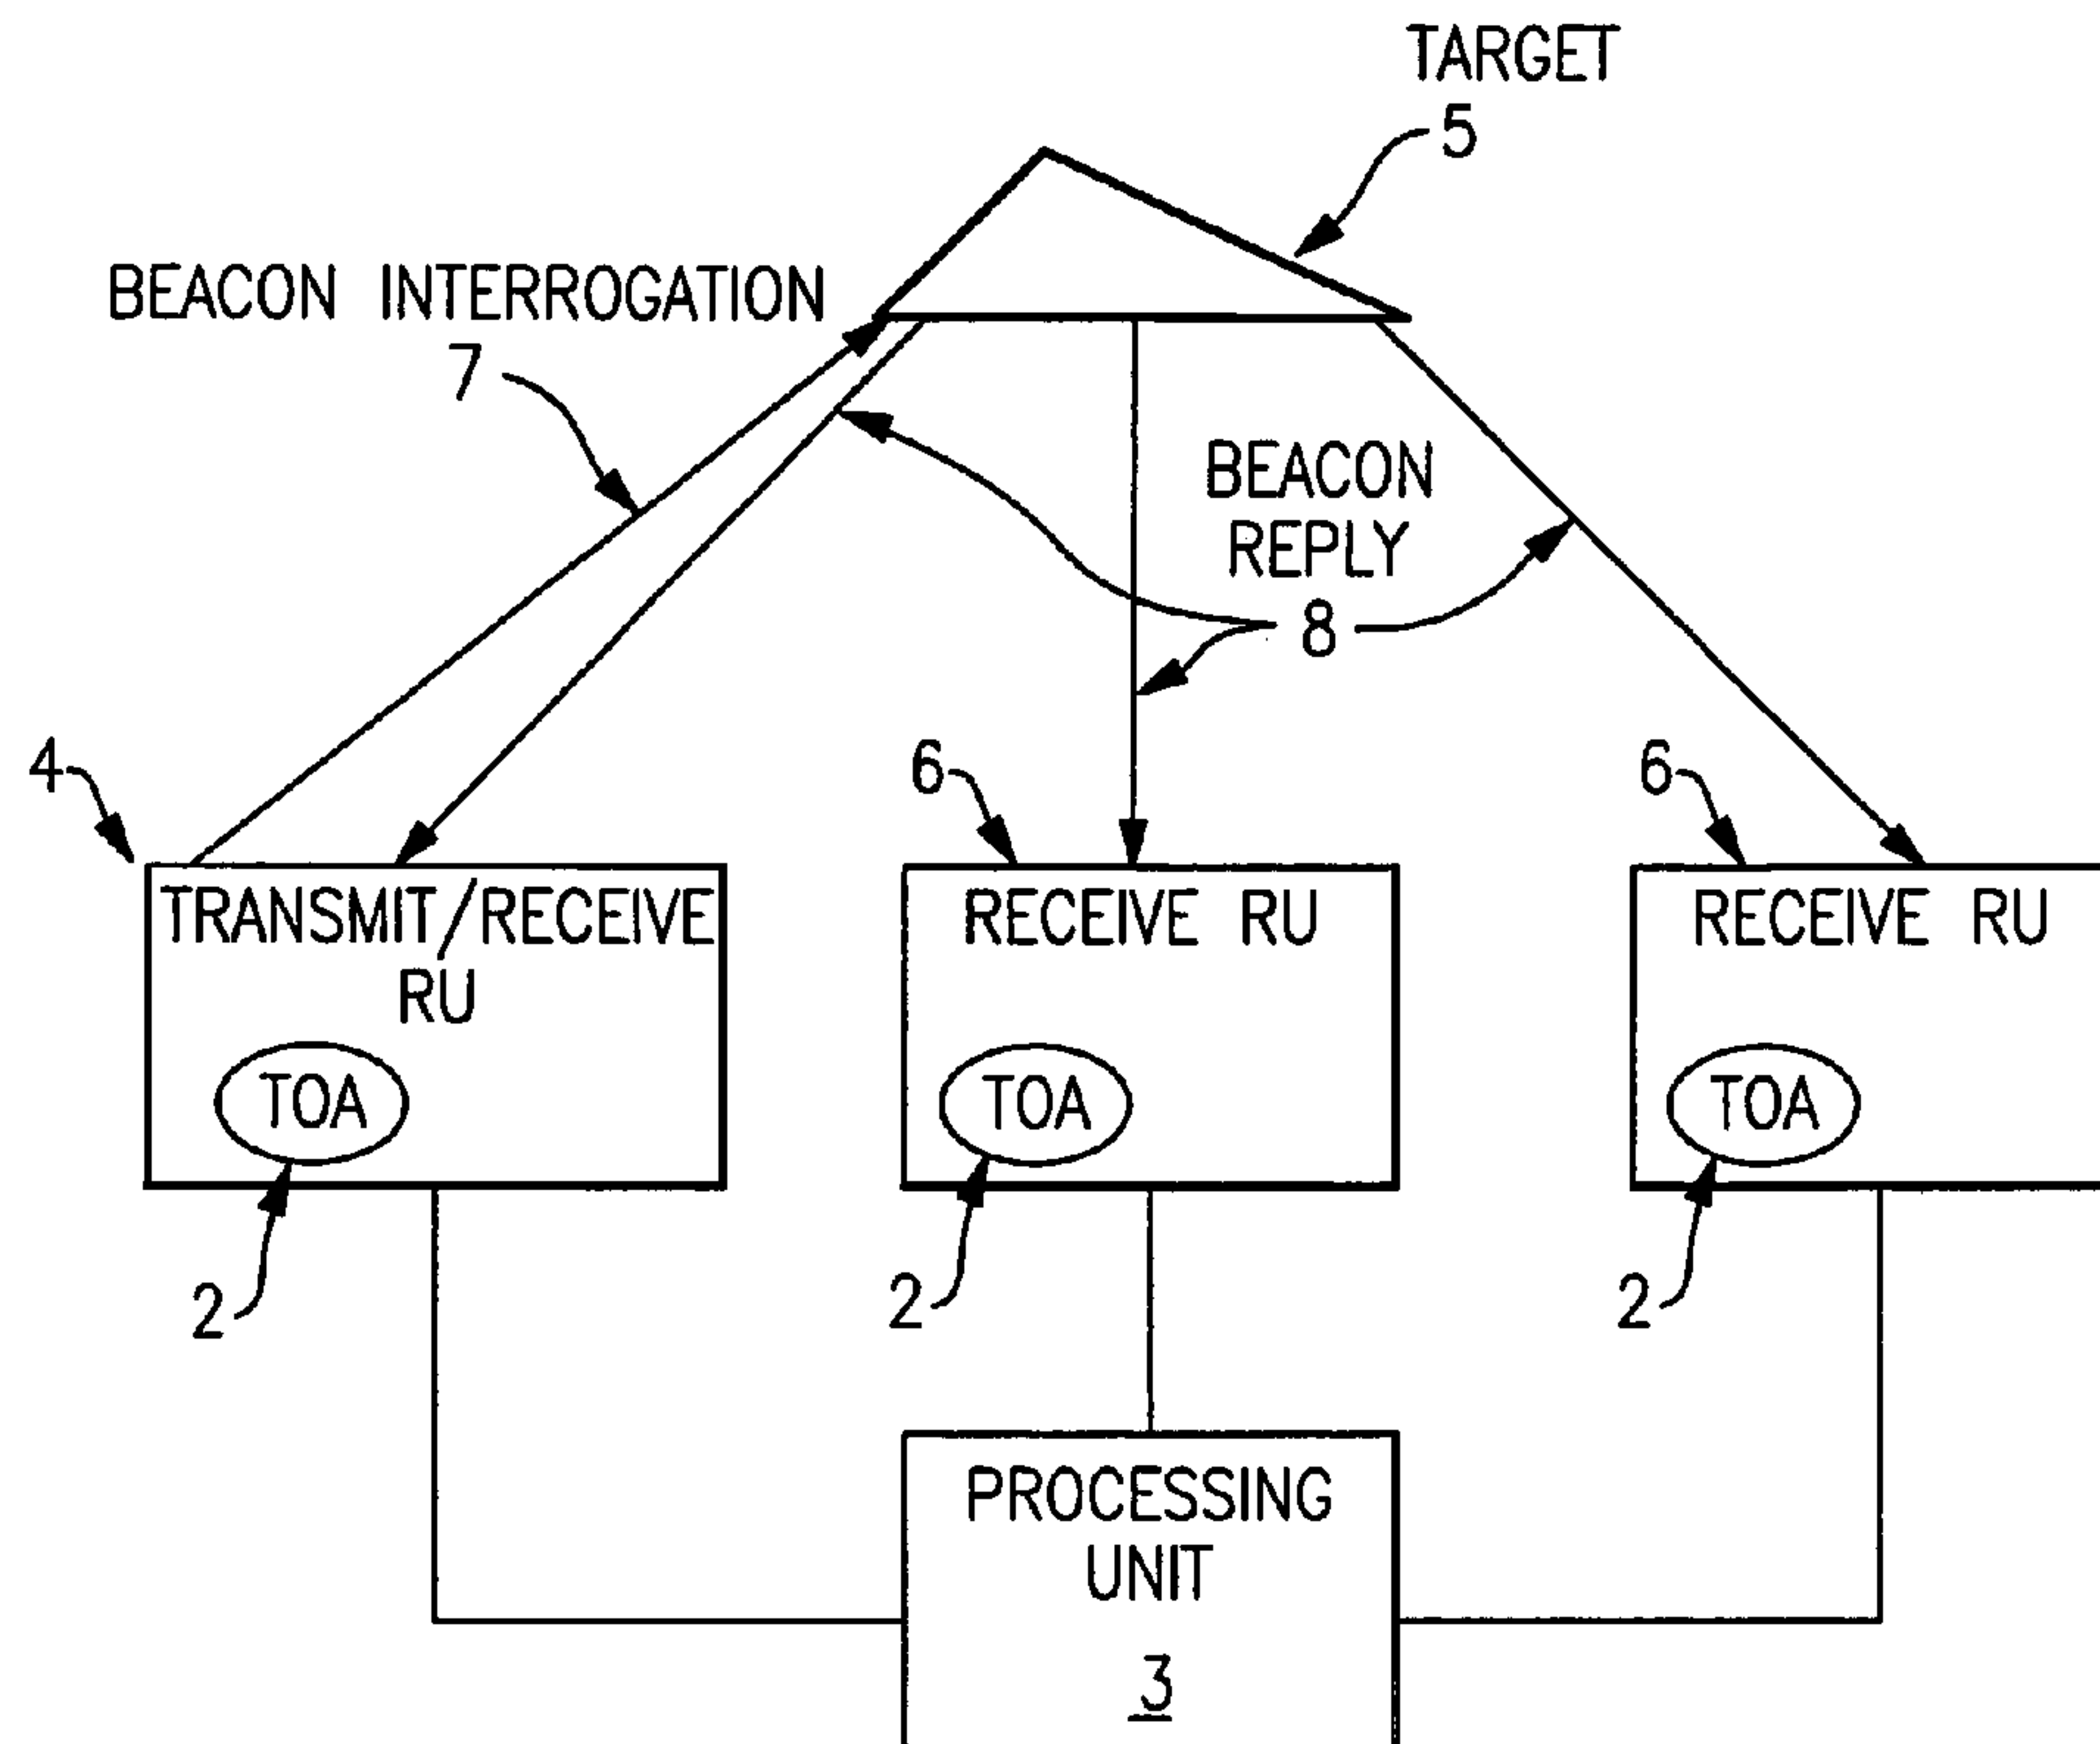 TARGET
5
BEACON INTERROGATION
7
BEACON
REPLY
8
4
6
6
TRANSMIT/RECEIVE
RU
RECEIVE RU
RECEIVE RU
TOA
TOA
TOA
2
2
2
PROCESSING
UNIT
3